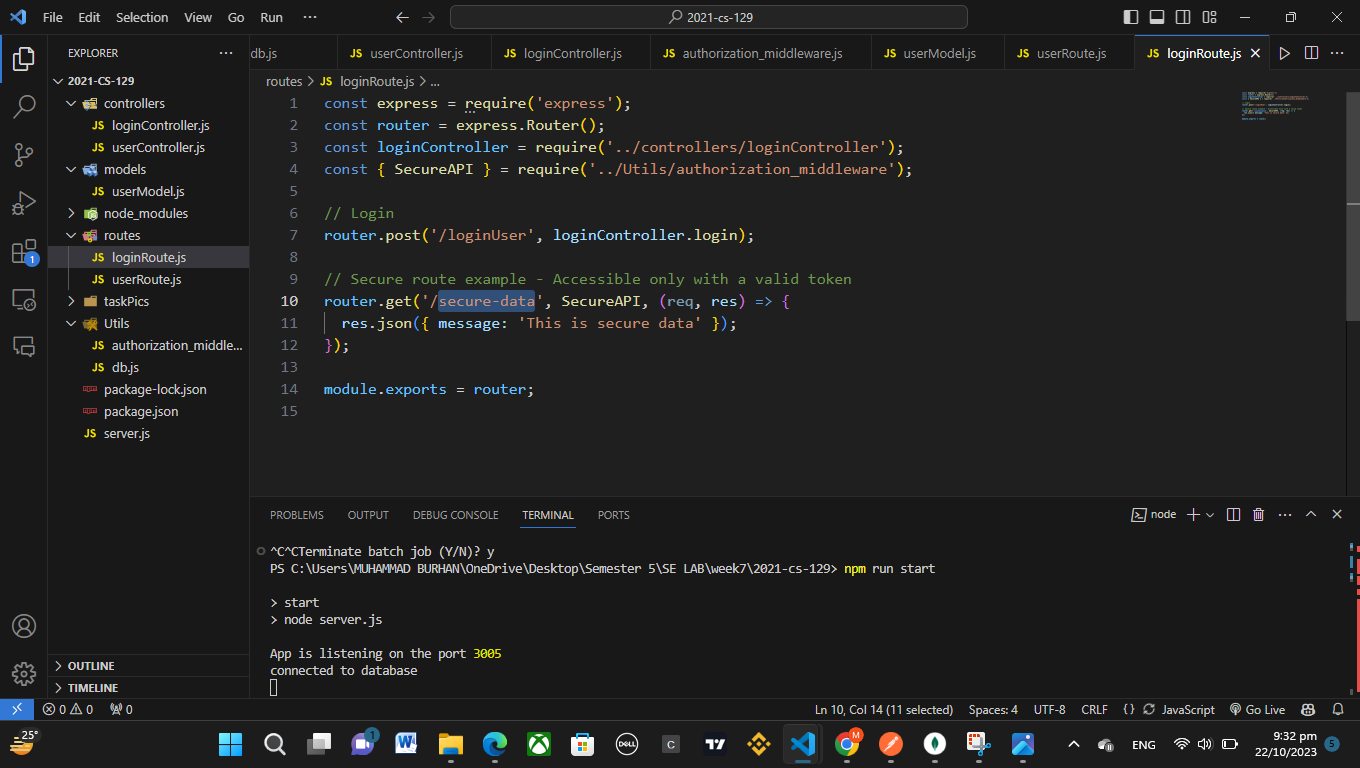 File Edit Selection View Go Run ··· 2021-cs-129
EXPLORER ···
2021-CS-129
controllers
JS loginController.js
JS userController.js
models
JS userModel.js
node_modules
routes
JS loginRoute.js
JS userRoute.js
taskPics
Utils
JS authorization_middle...
JS db.js
package-lock.json
package.json
JS server.js
OUTLINE
TIMELINE
db.js JS userController.js JS loginController.js JS authorization_middleware.js JS userModel.js JS userRoute.js JS loginRoute.js ···
routes > JS loginRoute.js > ...
1 const express = require('express');
2 const router = express.Router();
3 const loginController = require('../controllers/loginController');
4 const { SecureAPI } = require('../Utils/authorization_middleware');
5
6 // Login
7 router.post('/loginUser', loginController.login);
8
9 // Secure route example - Accessible only with a valid token
10 router.get('/secure-data', SecureAPI, (req, res) => {
11 res.json({ message: 'This is secure data' });
12 });
13
14 module.exports = router;
15
PROBLEMS OUTPUT DEBUG CONSOLE TERMINAL PORTS node ···
^C^CTerminate batch job (Y/N)? y
PS C:\Users\MUHAMMAD BURHAN\OneDrive\Desktop\Semester 5\SE LAB\week7\2021-cs-129> npm run start
> start
> node server.js
App is listening on the port 3005
connected to database
1
0 0 0 Ln 10, Col 14 (11 selected) Spaces: 4 UTF-8 CRLF {} JavaScript Go Live
25° 1 W DELL C M ENG 9:32 pm 5
22/10/2023